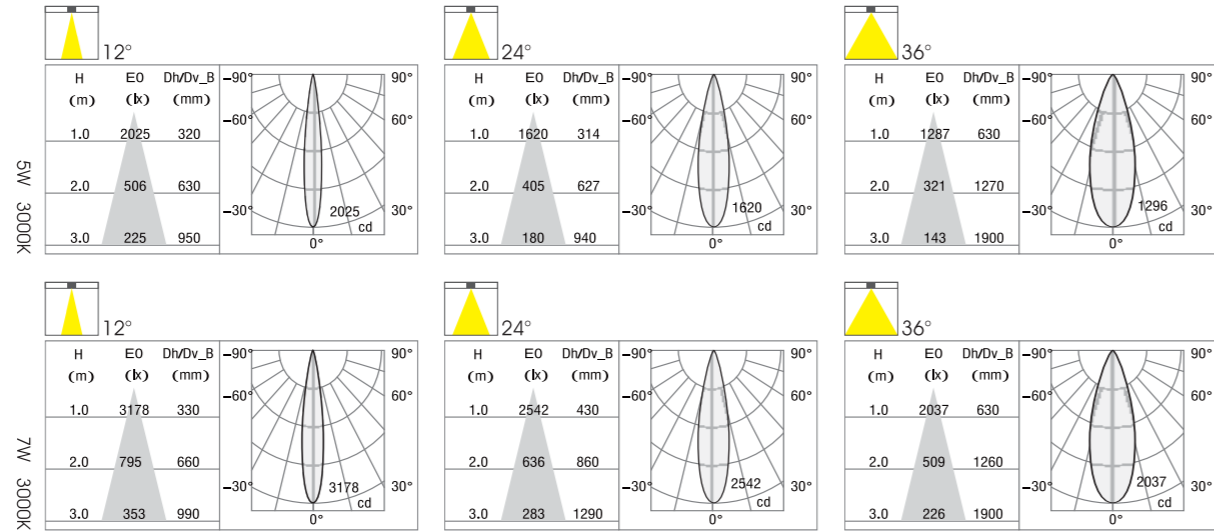 12°
24°
36°
5W 3000K
H E0 Dh/Dv_B
(m) (lx) (mm)
1.0 2025 320
2.0 506 630
3.0 225 950
-90° 90°
-60° 60°
-30° 30°
2025
cd
0°
H E0 Dh/Dv_B
(m) (lx) (mm)
1.0 1620 314
2.0 405 627
3.0 180 940
-90° 90°
-60° 60°
-30° 30°
1620
cd
0°
H E0 Dh/Dv_B
(m) (lx) (mm)
1.0 1287 630
2.0 321 1270
3.0 143 1900
-90° 90°
-60° 60°
-30° 30°
1296
cd
0°
12°
24°
36°
7W 3000K
H E0 Dh/Dv_B
(m) (lx) (mm)
1.0 3178 330
2.0 795 660
3.0 353 990
-90° 90°
-60° 60°
-30° 30°
3178
cd
0°
H E0 Dh/Dv_B
(m) (lx) (mm)
1.0 2542 430
2.0 636 860
3.0 283 1290
-90° 90°
-60° 60°
-30° 30°
2542
cd
0°
H E0 Dh/Dv_B
(m) (lx) (mm)
1.0 2037 630
2.0 509 1260
3.0 226 1900
-90° 90°
-60° 60°
-30° 30°
2037
cd
0°